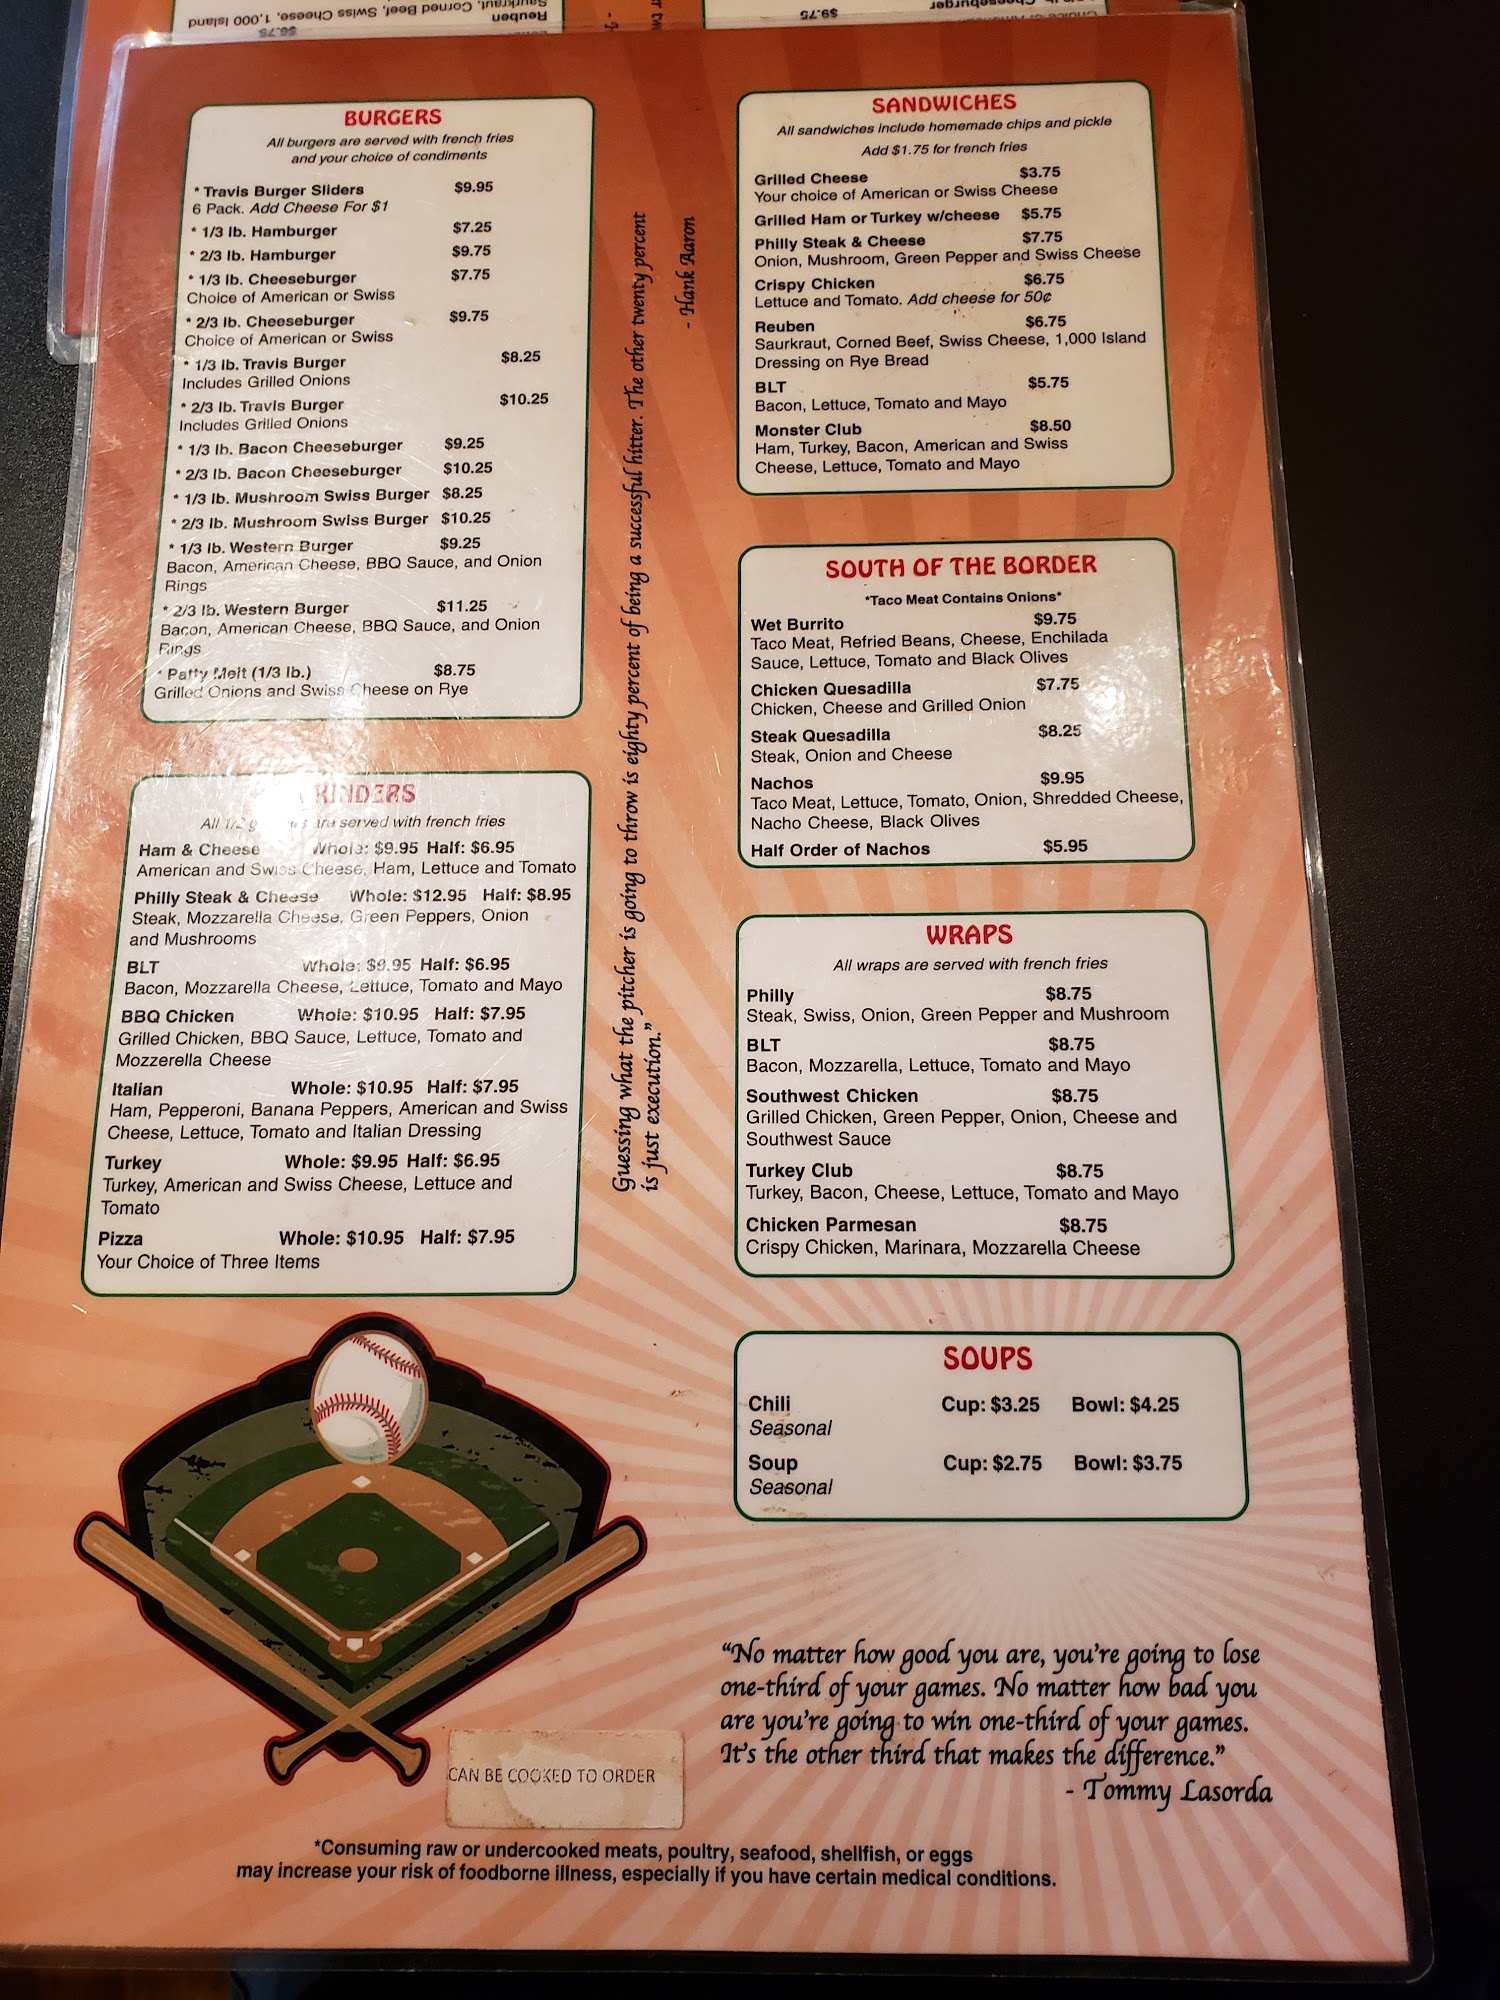 Reuben
$6.75
Saurkraut, Corned Beef, Swiss Cheese, 1,000 Island
$9.75
BURGERS
All burgers are served with french fries
and your choice of condiments
* Travis Burger Sliders $9.95
6 Pack. Add Cheese For $1
* 1/3 lb. Hamburger $7.25
* 2/3 lb. Hamburger $9.75
* 1/3 lb. Cheeseburger $7.75
Choice of American or Swiss
* 2/3 lb. Cheeseburger $9.75
Choice of American or Swiss
* 1/3 lb. Travis Burger $8.25
Includes Grilled Onions
* 2/3 lb. Travis Burger $10.25
Includes Grilled Onions
* 1/3 lb. Bacon Cheeseburger $9.25
* 2/3 lb. Bacon Cheeseburger $10.25
* 1/3 lb. Mushroom Swiss Burger $8.25
* 2/3 lb. Mushroom Swiss Burger $10.25
* 1/3 lb. Western Burger $9.25
Bacon, American Cheese, BBQ Sauce, and Onion
Rings
* 2/3 lb. Western Burger $11.25
Bacon, American Cheese, BBQ Sauce, and Onion
Rings
* Patty Melt (1/3 lb.) $8.75
Grilled Onions and Swiss Cheese on Rye
All 1/2 are served with french fries
Ham & Cheese Whole: $9.95 Half: $6.95
American and Swiss Cheese, Ham, Lettuce and Tomato
Philly Steak & Cheese Whole: $12.95 Half: $8.95
Steak, Mozzarella Cheese, Green Peppers, Onion
and Mushrooms
BLT Whole: $9.95 Half: $6.95
Bacon, Mozzarella Cheese, Lettuce, Tomato and Mayo
BBQ Chicken Whole: $10.95 Half: $7.95
Grilled Chicken, BBQ Sauce, Lettuce, Tomato and
Mozzerella Cheese
Italian Whole: $10.95 Half: $7.95
Ham, Pepperoni, Banana Peppers, American and Swiss
Cheese, Lettuce, Tomato and Italian Dressing
Turkey Whole: $9.95 Half: $6.95
Turkey, American and Swiss Cheese, Lettuce and
Tomato
Pizza Whole: $10.95 Half: $7.95
Your Choice of Three Items
Guessing what the pitcher is going to throw is eighty percent of being a successful hitter. The other twenty percent
is just execution."
- Hank Aaron
SANDWICHES
All sandwiches include homemade chips and pickle
Add $1.75 for french fries
Grilled Cheese $3.75
Your choice of American or Swiss Cheese
Grilled Ham or Turkey w/cheese $5.75
Philly Steak & Cheese $7.75
Onion, Mushroom, Green Pepper and Swiss Cheese
Crispy Chicken $6.75
Lettuce and Tomato. Add cheese for 50¢
Reuben $6.75
Saurkraut, Corned Beef, Swiss Cheese, 1,000 Island
Dressing on Rye Bread
BLT $5.75
Bacon, Lettuce, Tomato and Mayo
Monster Club $8.50
Ham, Turkey, Bacon, American and Swiss
Cheese, Lettuce, Tomato and Mayo
SOUTH OF THE BORDER
*Taco Meat Contains Onions*
Wet Burrito $9.75
Taco Meat, Refried Beans, Cheese, Enchilada
Sauce, Lettuce, Tomato and Black Olives
Chicken Quesadilla $7.75
Chicken, Cheese and Grilled Onion
Steak Quesadilla $8.25
Steak, Onion and Cheese
Nachos $9.95
Taco Meat, Lettuce, Tomato, Onion, Shredded Cheese,
Nacho Cheese, Black Olives
Half Order of Nachos $5.95
WRAPS
All wraps are served with french fries
Philly $8.75
Steak, Swiss, Onion, Green Pepper and Mushroom
BLT $8.75
Bacon, Mozzarella, Lettuce, Tomato and Mayo
Southwest Chicken $8.75
Grilled Chicken, Green Pepper, Onion, Cheese and
Southwest Sauce
Turkey Club $8.75
Turkey, Bacon, Cheese, Lettuce, Tomato and Mayo
Chicken Parmesan $8.75
Crispy Chicken, Marinara, Mozzarella Cheese
SOUPS
Chili Cup: $3.25 Bowl: $4.25
Seasonal
Soup Cup: $2.75 Bowl: $3.75
Seasonal
"No matter how good you are, you're going to lose
one-third of your games. No matter how bad you
are you're going to win one-third of your games.
It's the other third that makes the difference."
- Tommy Lasorda
CAN BE COOKED TO ORDER
*Consuming raw or undercooked meats, poultry, seafood, shellfish, or eggs
may increase your risk of foodborne illness, especially if you have certain medical conditions.